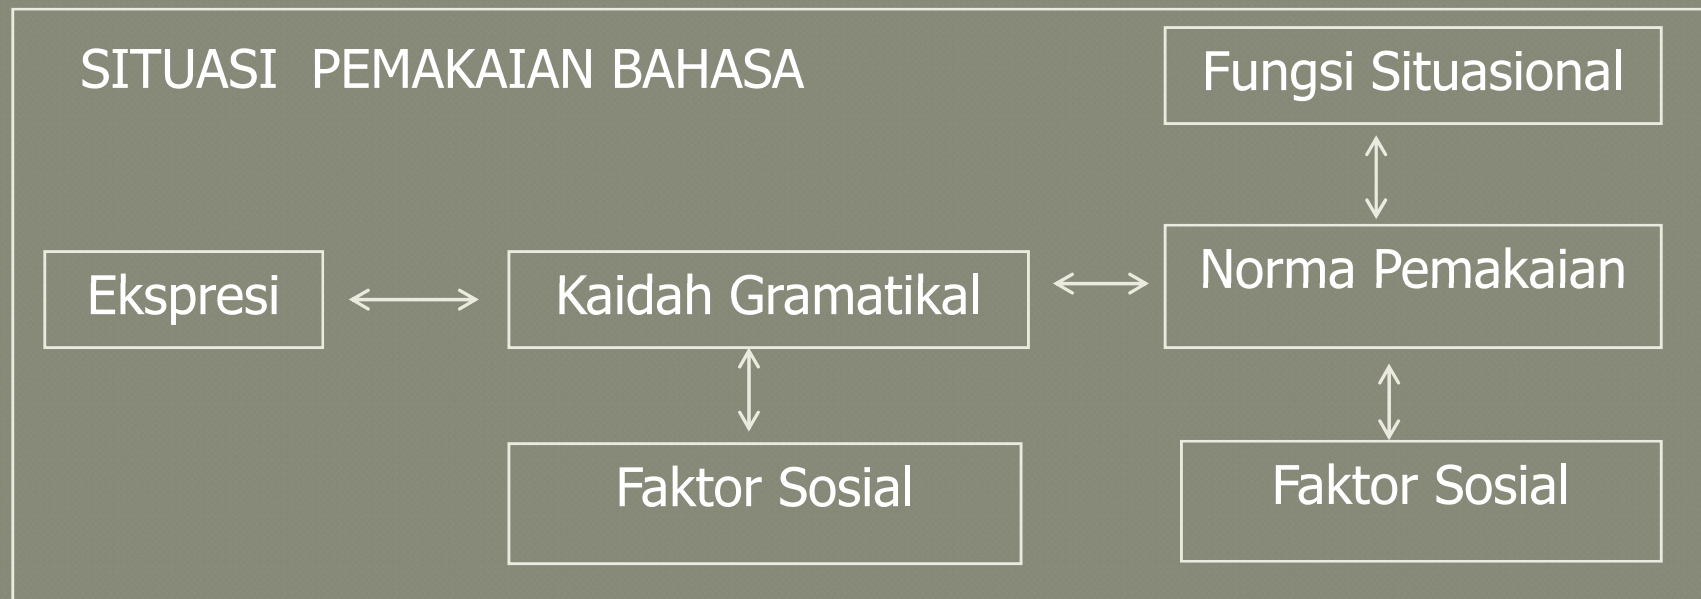 SITUASI PEMAKAIAN BAHASA
Fungsi Situasional
Ekspresi
Kaidah Gramatikal
Norma Pemakaian
Faktor Sosial
Faktor Sosial